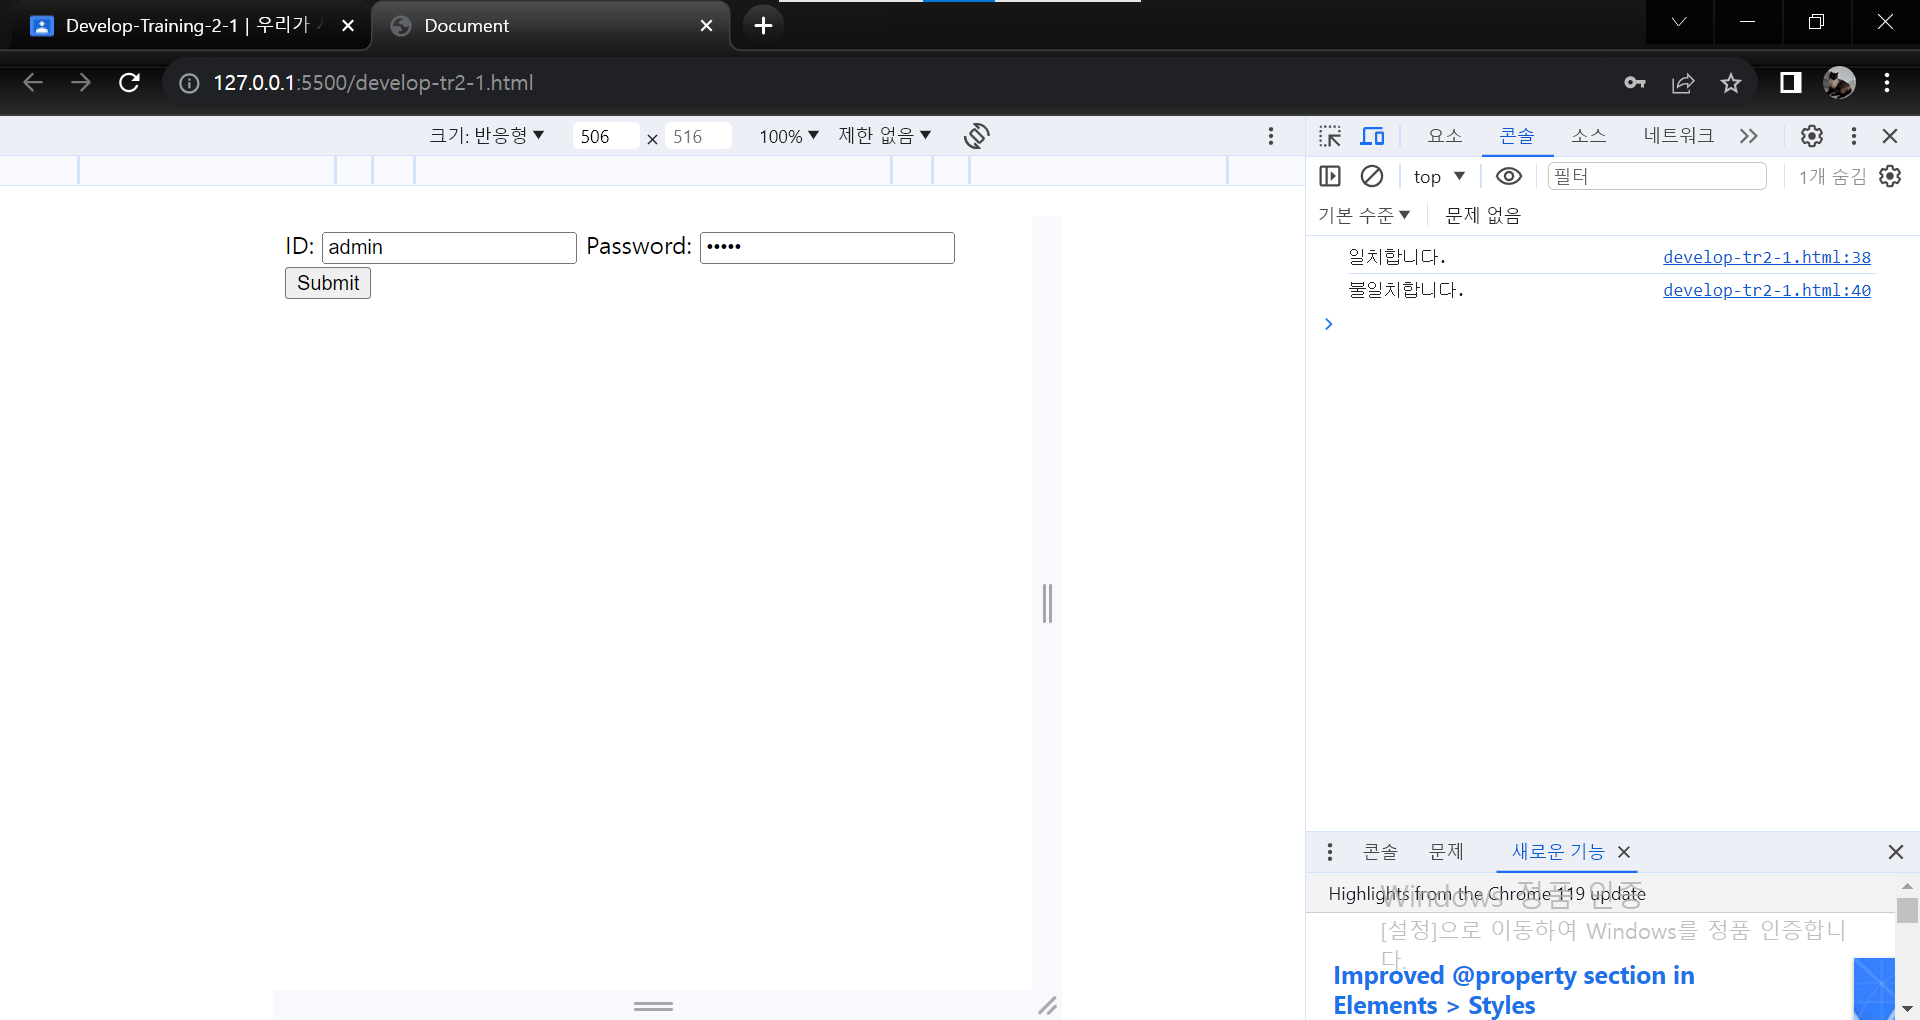 Develop-Training-2-1 | 우리가
Document
127.0.0.1:5500/develop-tr2-1.html
크기: 반응형 506 × 516 100% 제한 없음
요소 콘솔 소스 네트워크
top 필터 1개 숨김
기본 수준 문제 없음
ID: admin Password: •••••
Submit
일치합니다. develop-tr2-1.html:38
불일치합니다. develop-tr2-1.html:40
콘솔 문제 새로운 기능
Highlights from the Chrome 119 update
Windows 정품 인증
[설정]으로 이동하여 Windows를 정품 인증합니
다.
Improved @property section in
Elements > Styles